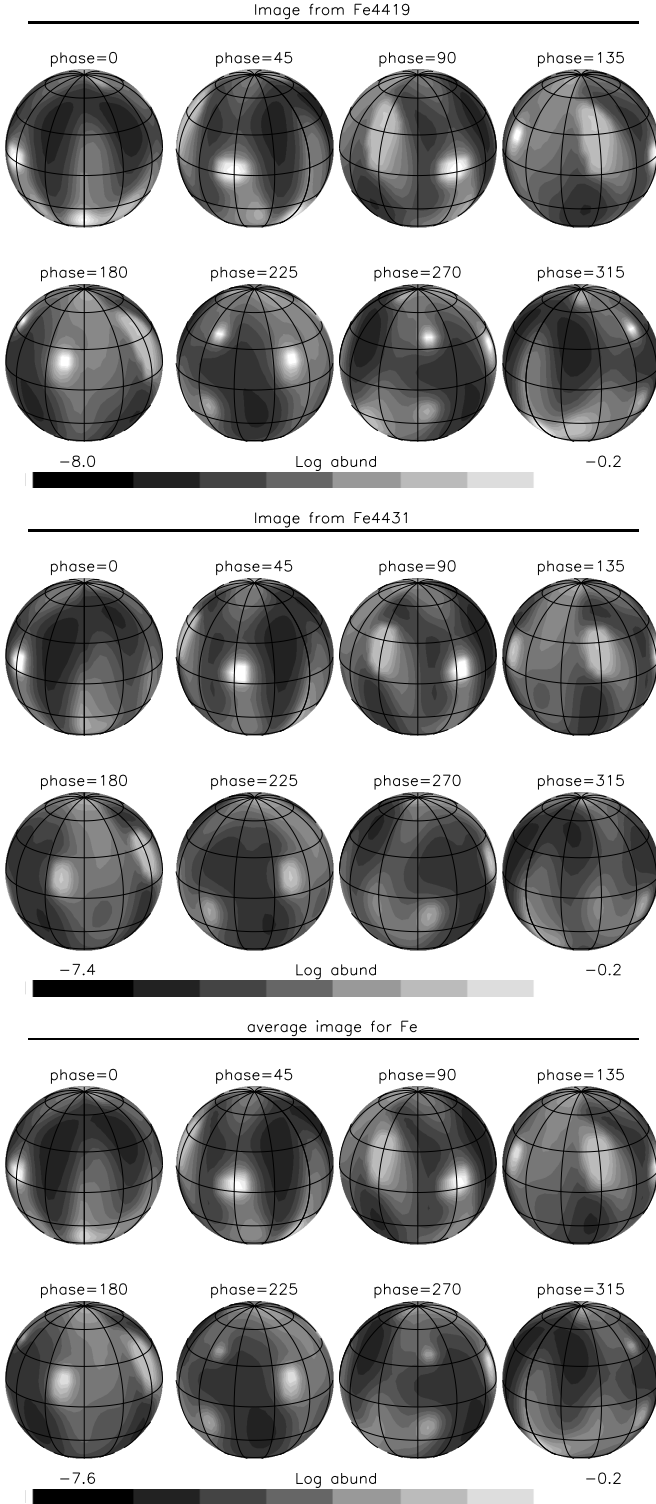 Image from Fe4419
phase=0 phase=45 phase=90 phase=135
phase=180 phase=225 phase=270 phase=315
−8.0 Log abund −0.2
Image from Fe4431
phase=0 phase=45 phase=90 phase=135
phase=180 phase=225 phase=270 phase=315
−7.4 Log abund −0.2
average image for Fe
phase=0 phase=45 phase=90 phase=135
phase=180 phase=225 phase=270 phase=315
−7.6 Log abund −0.2